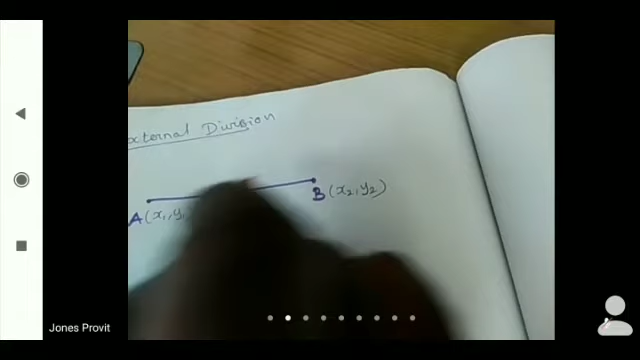 xternal Division
B (x₂, y₂)
A (x₁, y₁
Jones Provit